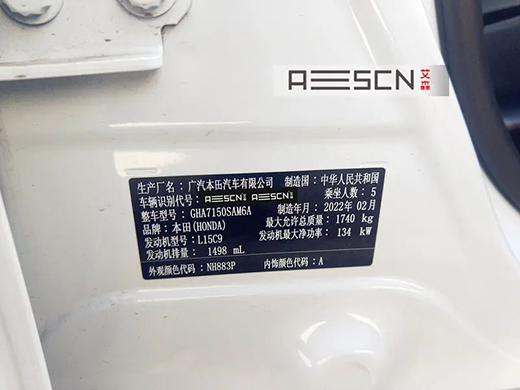 AEESCN 艾森
生产厂名：广汽本田汽车有限公司 制造国：中华人民共和国
车辆识别代号：AEESCN AEESCN 乘坐人数：5
整车型号：GHA7150SAM6A 制造年月：2022年02月
品牌：本田(HONDA) 最大允许总质量：1740 kg
发动机型号：L15C9 发动机最大净功率：134 kW
发动机排量：1498 mL
外观颜色代码：NH883P 内饰颜色代码：A